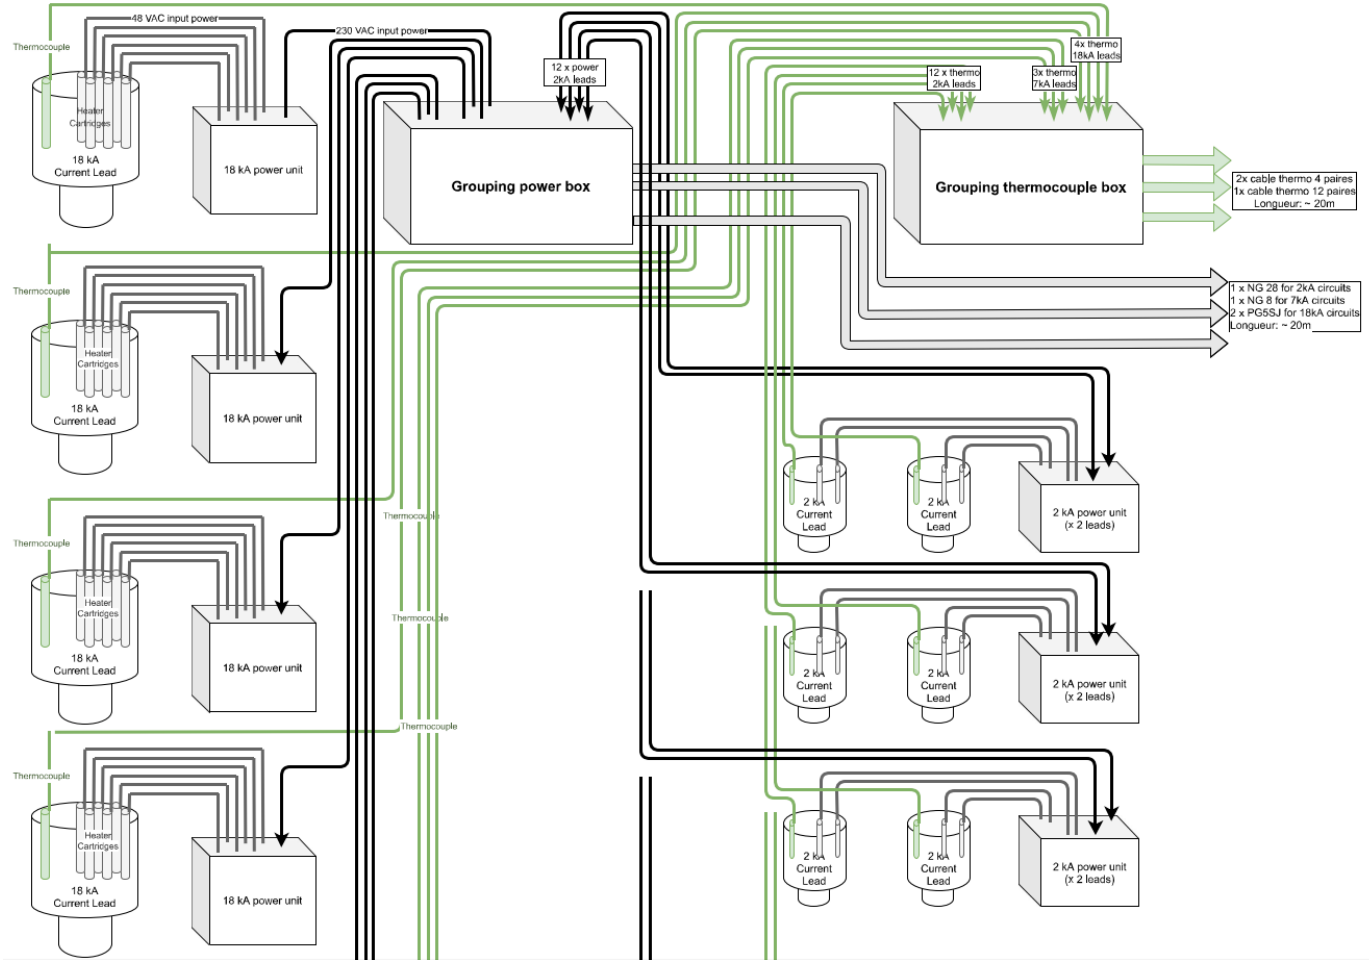 48 VAC input power
Thermocouple
Heater
Cartridges
18 kA
Current Lead
18 kA power unit
230 VAC input power
12 x power
2kA leads
Grouping power box
12 x thermo
2kA leads
3x thermo
7kA leads
4x thermo
18kA leads
Grouping thermocouple box
2x cable thermo 4 paires
1x cable thermo 12 paires
Longueur: ~ 20m
1 x NG 28 for 2kA circuits
1 x NG 8 for 7kA circuits
2 x PG5SJ for 18kA circuits
Longueur: ~ 20m
Thermocouple
Heater
Cartridges
18 kA
Current Lead
18 kA power unit
Thermocouple
2 kA
Current
Lead
2 kA
Current
Lead
2 kA power unit
(x 2 leads)
Thermocouple
Heater
Cartridges
18 kA
Current Lead
18 kA power unit
Thermocouple
2 kA
Current
Lead
2 kA
Current
Lead
2 kA power unit
(x 2 leads)
Thermocouple
Thermocouple
Heater
Cartridges
18 kA
Current Lead
18 kA power unit
2 kA
Current
Lead
2 kA
Current
Lead
2 kA power unit
(x 2 leads)